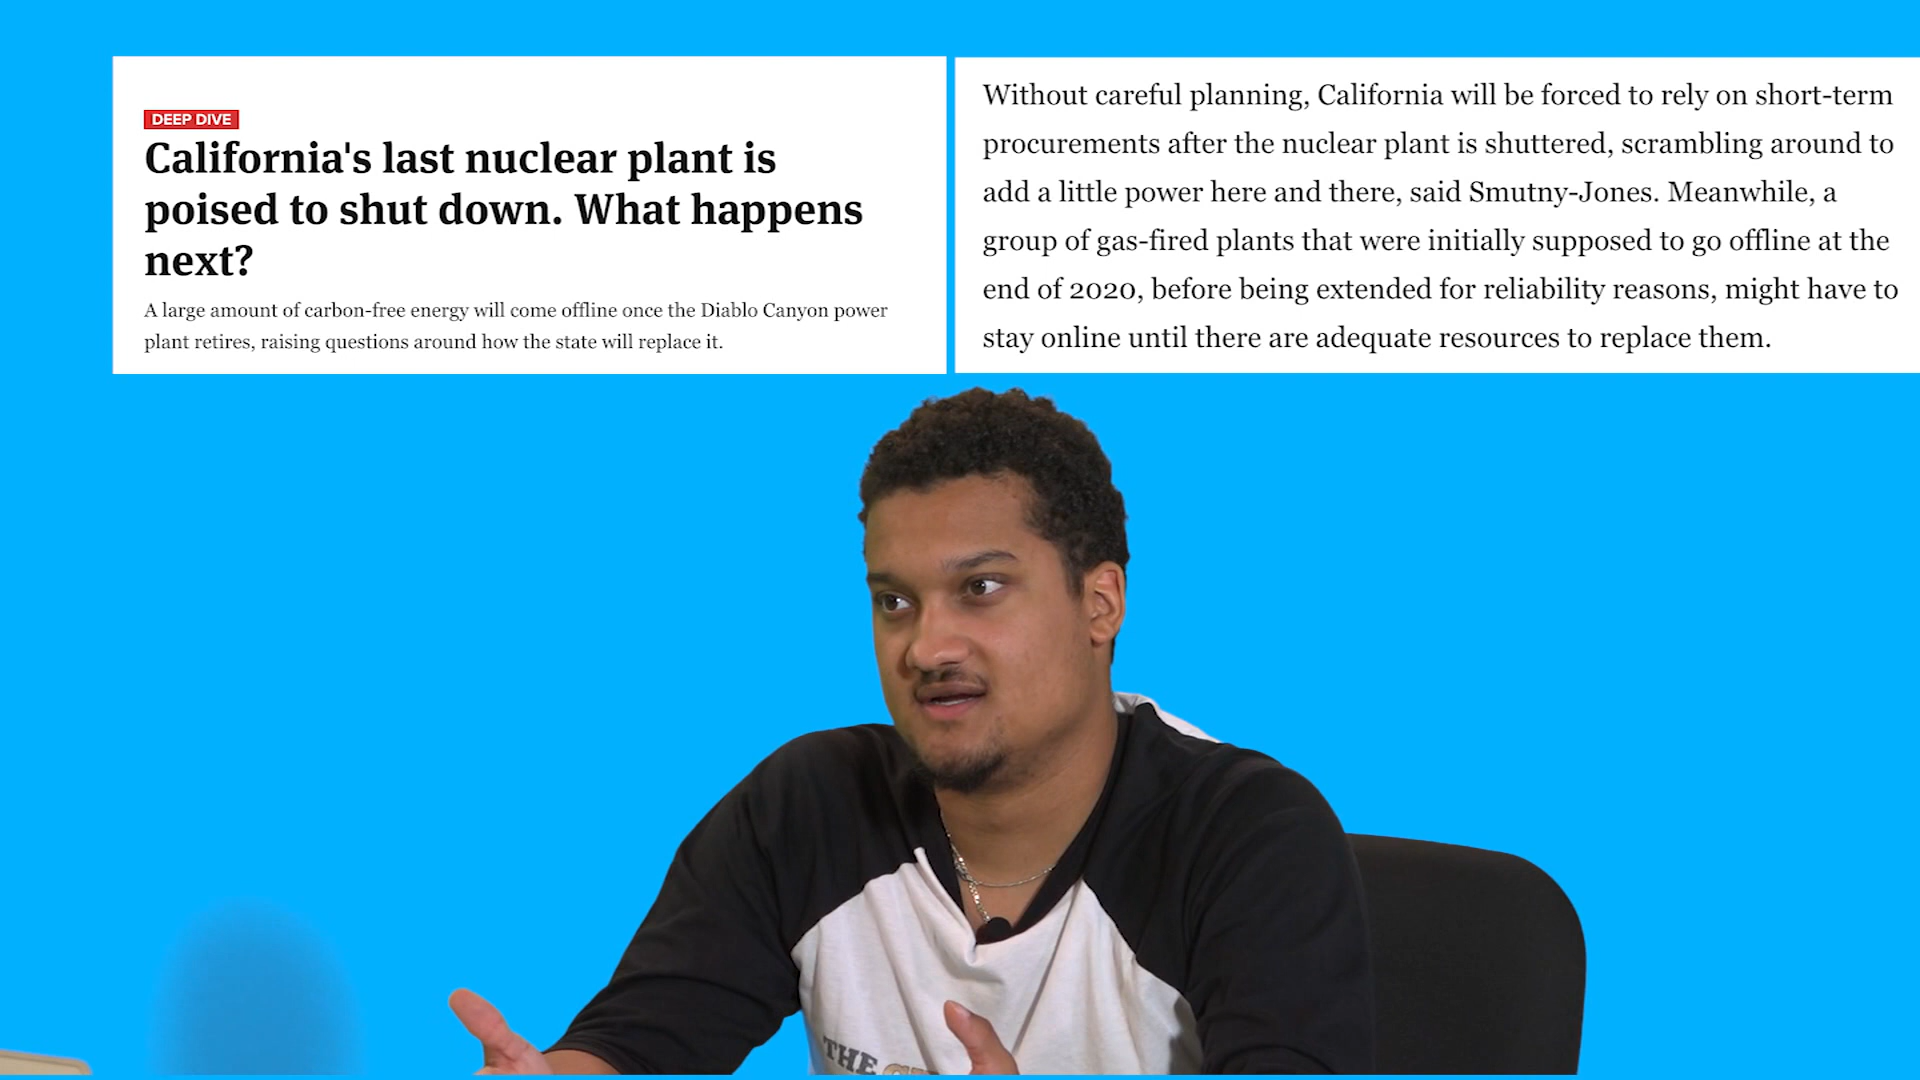 DEEP DIVE
California's last nuclear plant is
poised to shut down. What happens
next?
A large amount of carbon-free energy will come offline once the Diablo Canyon power
plant retires, raising questions around how the state will replace it.
Without careful planning, California will be forced to rely on short-term
procurements after the nuclear plant is shuttered, scrambling around to
add a little power here and there, said Smutny-Jones. Meanwhile, a
group of gas-fired plants that were initially supposed to go offline at the
end of 2020, before being extended for reliability reasons, might have to
stay online until there are adequate resources to replace them.
THE